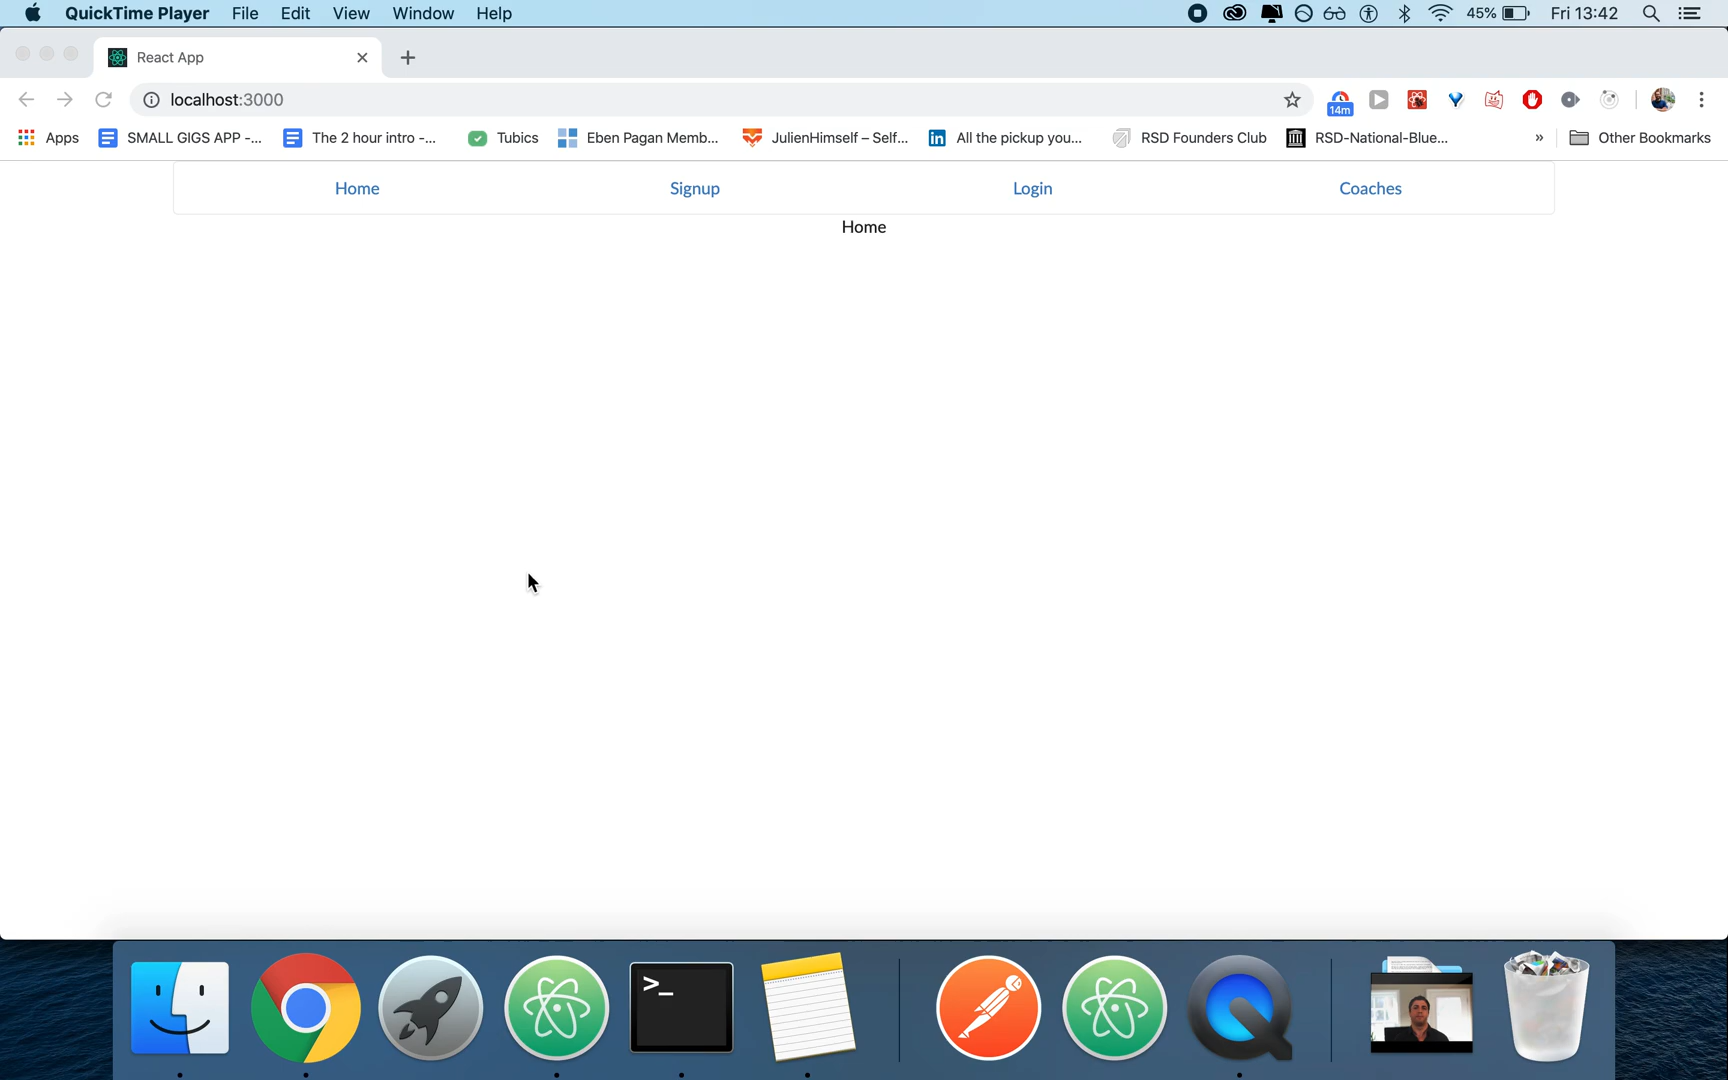 QuickTime Player File Edit View Window Help 45% Fri 13:42
React App
localhost:3000 14m
Apps SMALL GIGS APP -... The 2 hour intro -... Tubics Eben Pagan Memb... JulienHimself – Self... All the pickup you... RSD Founders Club RSD-National-Blue... » Other Bookmarks
Home Signup Login Coaches
Home